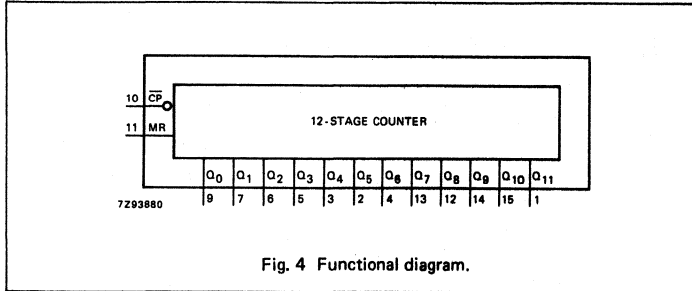 10 C̅P̅
12-STAGE COUNTER
11 MR
Q0 Q1 Q2 Q3 Q4 Q5 Q6 Q7 Q8 Q9 Q10 Q11
7Z93880
9 7 6 5 3 2 4 13 12 14 15 1
Fig. 4 Functional diagram.